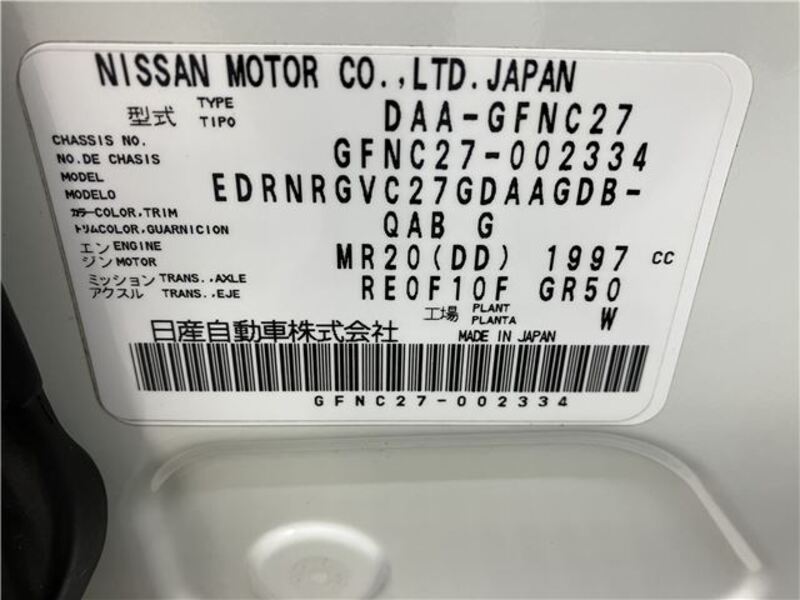 NISSAN MOTOR CO.,LTD.JAPAN
型式 TYPE TIPO DAA-GFNC27
CHASSIS NO.
NO.DE CHASIS GFNC27-002334
MODEL
MODELO EDRNRGVC27GDAAGDB-
カラーCOLOR,TRIM
トリムCOLOR,GUARNICION QAB G
エンジン ENGINE MOTOR MR20(DD) 1997 CC
ミッション TRANS.,AXLE
アクスル TRANS.,EJE RE0F10F GR50
工場 PLANT PLANTA W
日産自動車株式会社 MADE IN JAPAN
GFNC27-002334